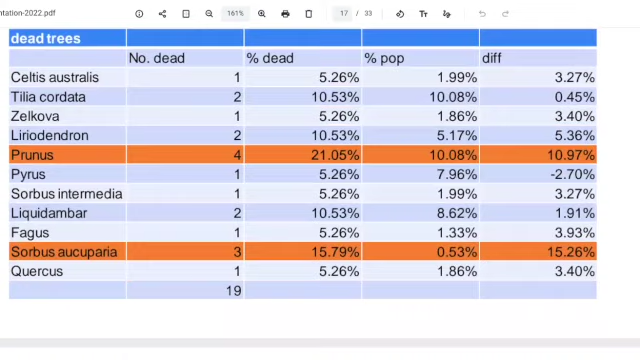 ntation-2022.pdf 161% 17 / 33
dead trees
No. dead % dead % pop diff
Celtis australis 1 5.26% 1.99% 3.27%
Tilia cordata 2 10.53% 10.08% 0.45%
Zelkova 1 5.26% 1.86% 3.40%
Liriodendron 2 10.53% 5.17% 5.36%
Prunus 4 21.05% 10.08% 10.97%
Pyrus 1 5.26% 7.96% -2.70%
Sorbus intermedia 1 5.26% 1.99% 3.27%
Liquidambar 2 10.53% 8.62% 1.91%
Fagus 1 5.26% 1.33% 3.93%
Sorbus aucuparia 3 15.79% 0.53% 15.26%
Quercus 1 5.26% 1.86% 3.40%
19